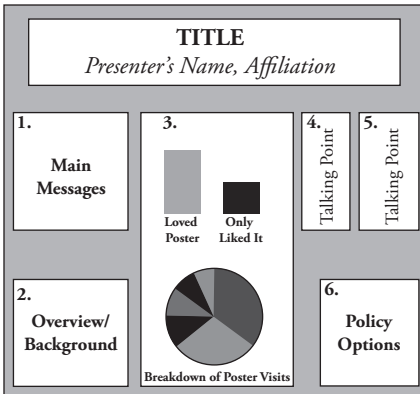 TITLE
Presenter's Name, Affiliation
1.
Main
Messages
2.
Overview/
Background
3.
Loved
Poster
Only
Liked It
Breakdown of Poster Visits
4.
Talking Point
5.
Talking Point
6.
Policy
Options